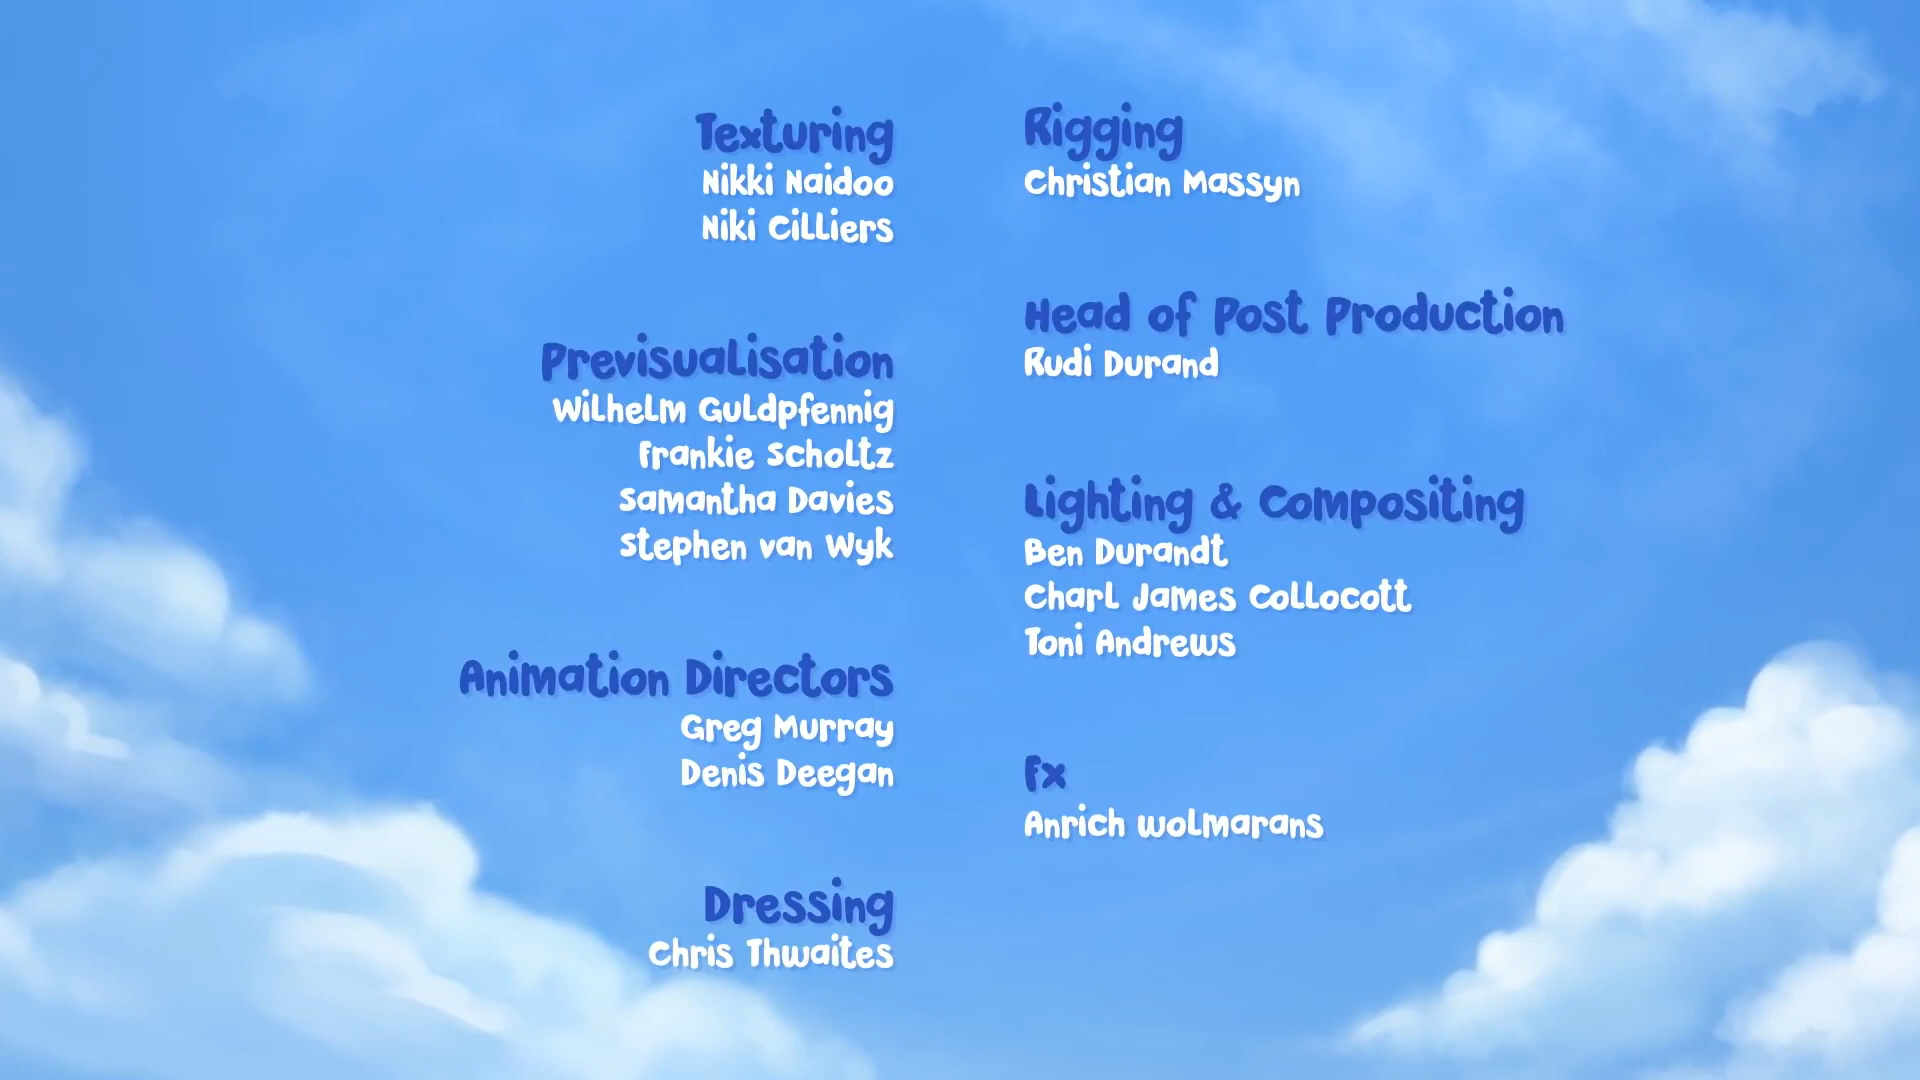 Texturing
Nikki Naidoo
Niki Cilliers
Previsualisation
Wilhelm Guldpfennig
Frankie Scholtz
Samantha Davies
Stephen van Wyk
Animation Directors
Greg Murray
Denis Deegan
Dressing
Chris Thwaites
Rigging
Christian Massyn
Head of Post Production
Rudi Durand
Lighting & Compositing
Ben Durandt
Charl James Collocott
Toni Andrews
Fx
Anrich Wolmarans